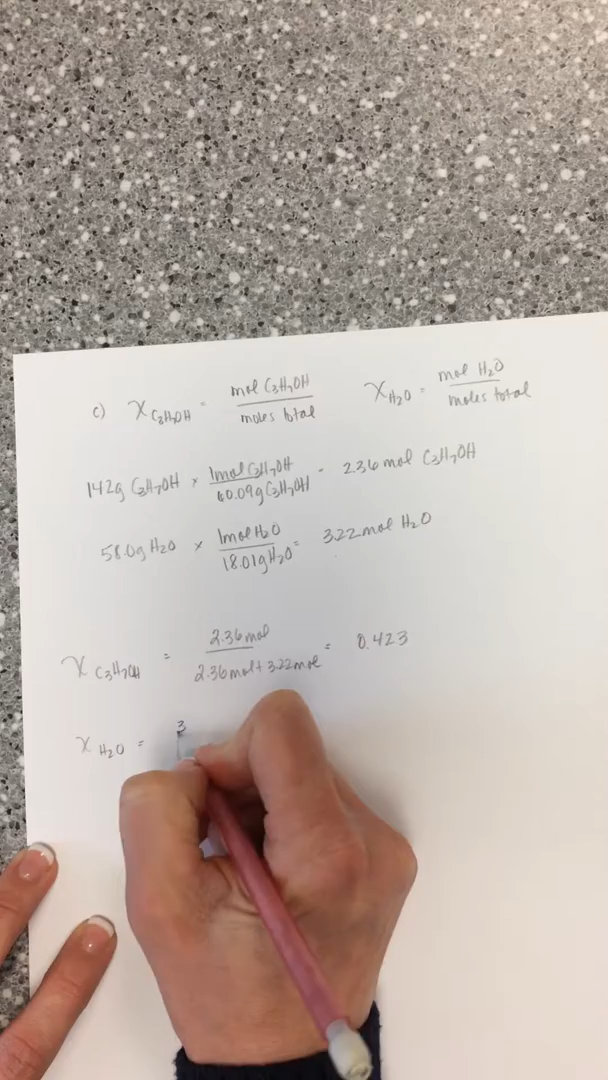 c) X C3H7OH = mol C3H7OH / moles total X H2O = mol H2O / moles total
142g C3H7OH x 1mol C3H7OH / 60.09g C3H7OH = 2.36 mol C3H7OH
58.0g H2O x 1mol H2O / 18.01g H2O = 3.22 mol H2O
X C3H7OH = 2.36 mol / 2.36 mol + 3.22 mol = 0.423
X H2O = 3